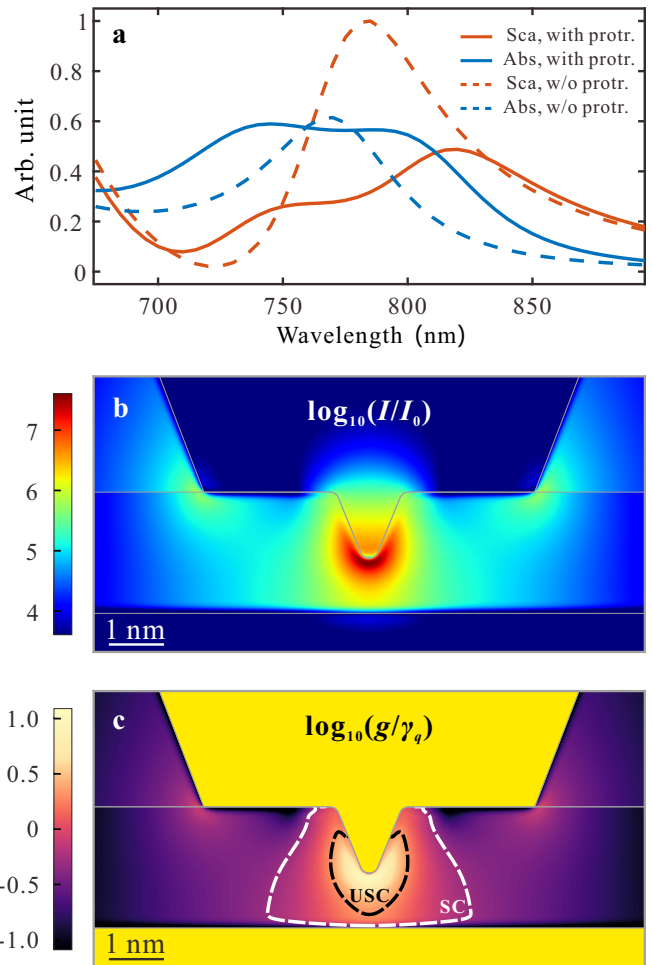 a
Sca, with protr.
Abs, with protr.
Sca, w/o protr.
Abs, w/o protr.
1
0.8
0.6
0.4
0.2
0
Arb. unit
700
750
800
850
Wavelength (nm)
b
log₁₀(I/I₀)
7
6
5
4
1 nm
c
log₁₀(g/γ_q)
1.0
0.5
0
-0.5
-1.0
USC
SC
1 nm